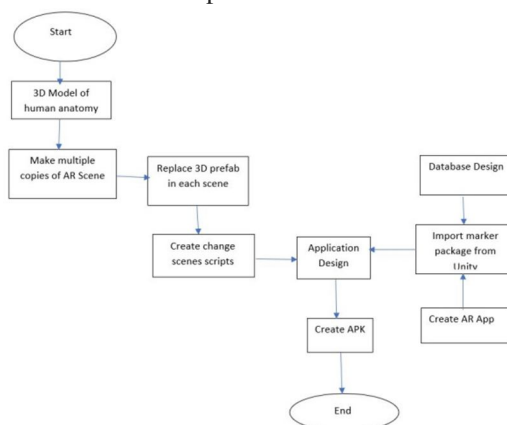 Start
3D Model of
human anatomy
Make multiple
copies of AR Scene
Replace 3D prefab
in each scene
Create change
scenes scripts
Application
Design
Database Design
Import marker
package from
Unity
Create AR App
Create APK
End